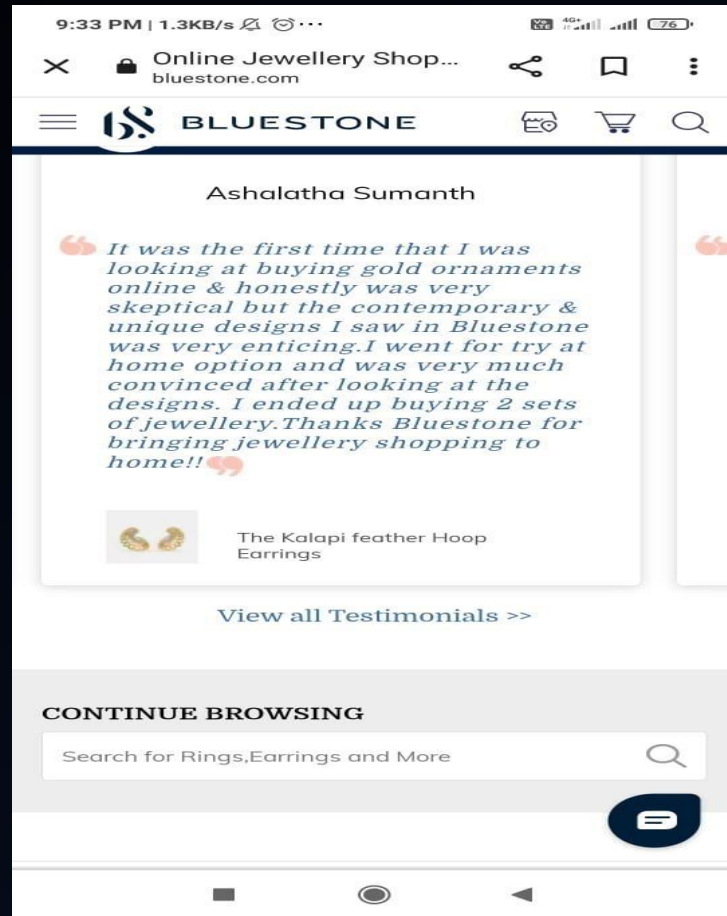 9:33 PM | 1.3KB/s
Vo LTE 4G+ 76
Online Jewellery Shop...
bluestone.com
BLUESTONE
Ashalatha Sumanth
It was the first time that I was
looking at buying gold ornaments
online & honestly was very
skeptical but the contemporary &
unique designs I saw in Bluestone
was very enticing.I went for try at
home option and was very much
convinced after looking at the
designs. I ended up buying 2 sets
of jewellery.Thanks Bluestone for
bringing jewellery shopping to
home!!
The Kalapi feather Hoop
Earrings
View all Testimonials >>
CONTINUE BROWSING
Search for Rings,Earrings and More